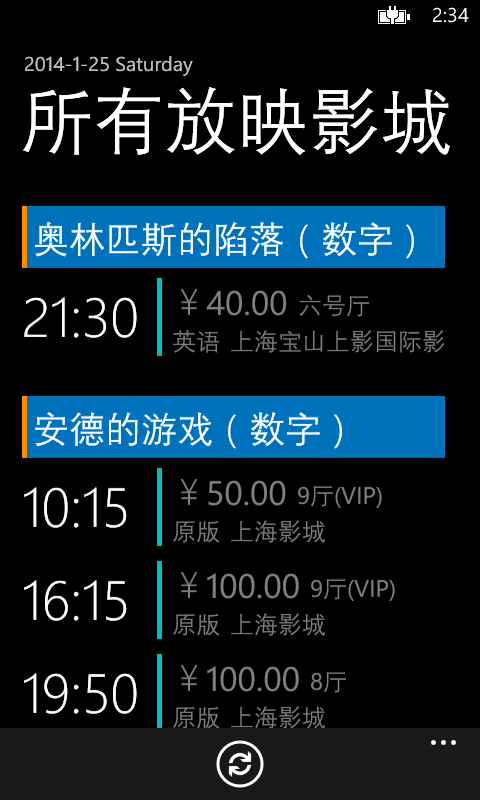 2:34
2014-1-25 Saturday
所有放映影城
奥林匹斯的陷落（数字）
21:30
￥40.00 六号厅
英语 上海宝山上影国际影
安德的游戏（数字）
10:15
￥50.00 9厅(VIP)
原版 上海影城
16:15
￥100.00 9厅(VIP)
原版 上海影城
19:50
￥100.00 8厅
原版 上海影城